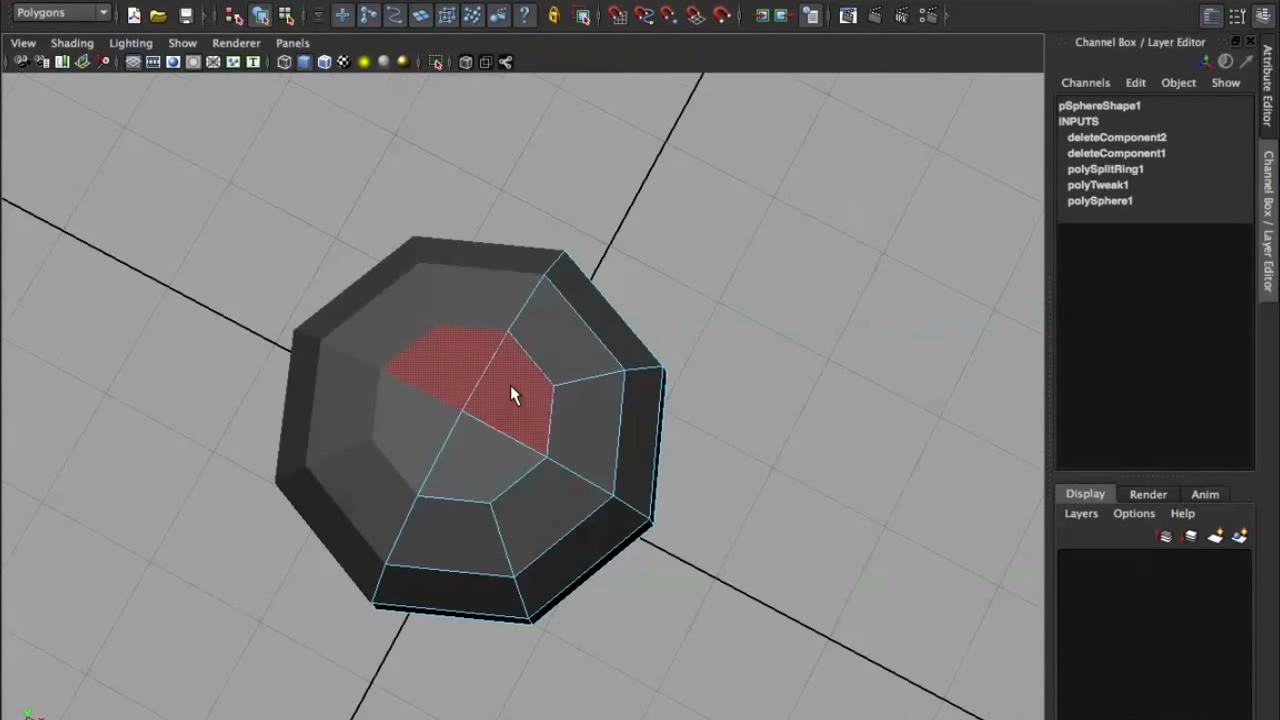 Polygons
View Shading Lighting Show Renderer Panels
Channel Box / Layer Editor
Channels Edit Object Show
pSphereShape1
INPUTS
deleteComponent2
deleteComponent1
polySplitRing1
polyTweak1
polySphere1
Display Render Anim
Layers Options Help
Attribute Editor
Channel Box / Layer Editor